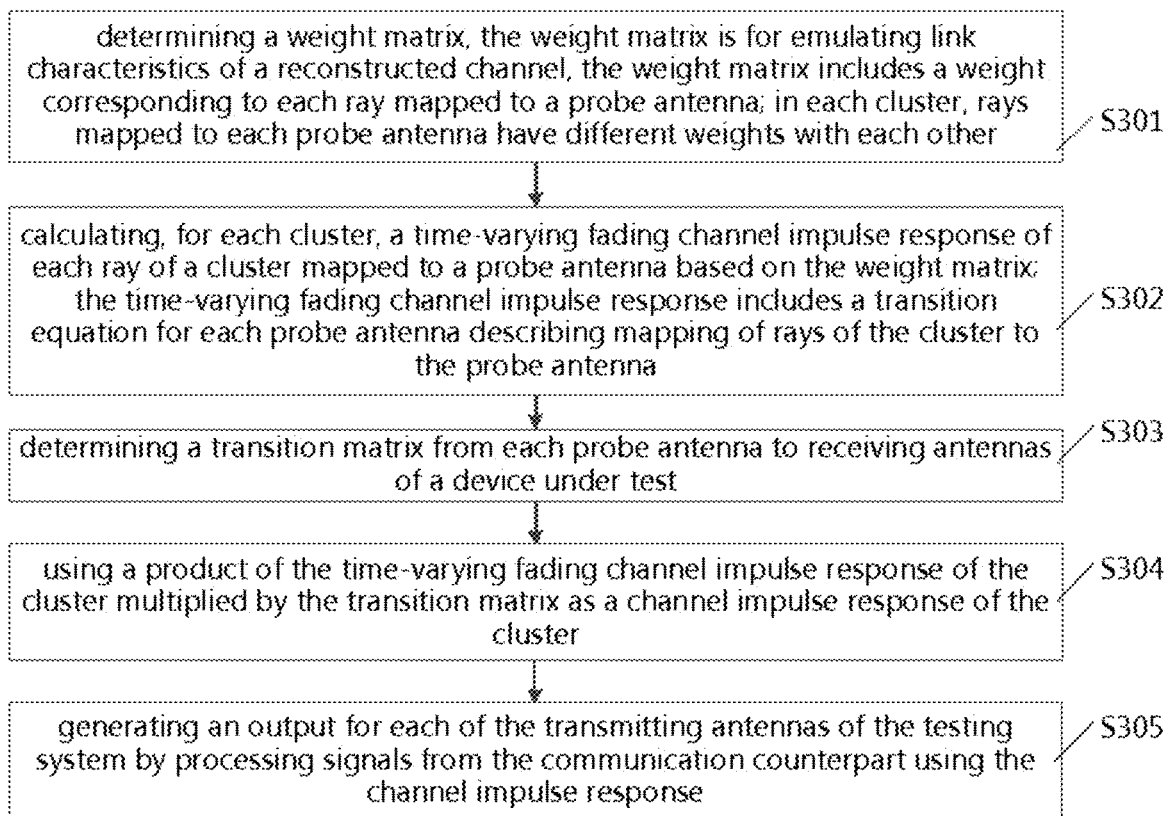 determining a weight matrix, the weight matrix is for emulating link
characteristics of a reconstructed channel, the weight matrix includes a weight
corresponding to each ray mapped to a probe antenna; in each cluster, rays
mapped to each probe antenna have different weights with each other
S301
calculating, for each cluster, a time-varying fading channel impulse response of
each ray of a cluster mapped to a probe antenna based on the weight matrix;
the time-varying fading channel impulse response includes a transition
equation for each probe antenna describing mapping of rays of the cluster to
the probe antenna
S302
determining a transition matrix from each probe antenna to receiving antennas
of a device under test
S303
using a product of the time-varying fading channel impulse response of the
cluster multiplied by the transition matrix as a channel impulse response of the
cluster
S304
generating an output for each of the transmitting antennas of the testing
system by processing signals from the communication counterpart using the
channel impulse response
S305